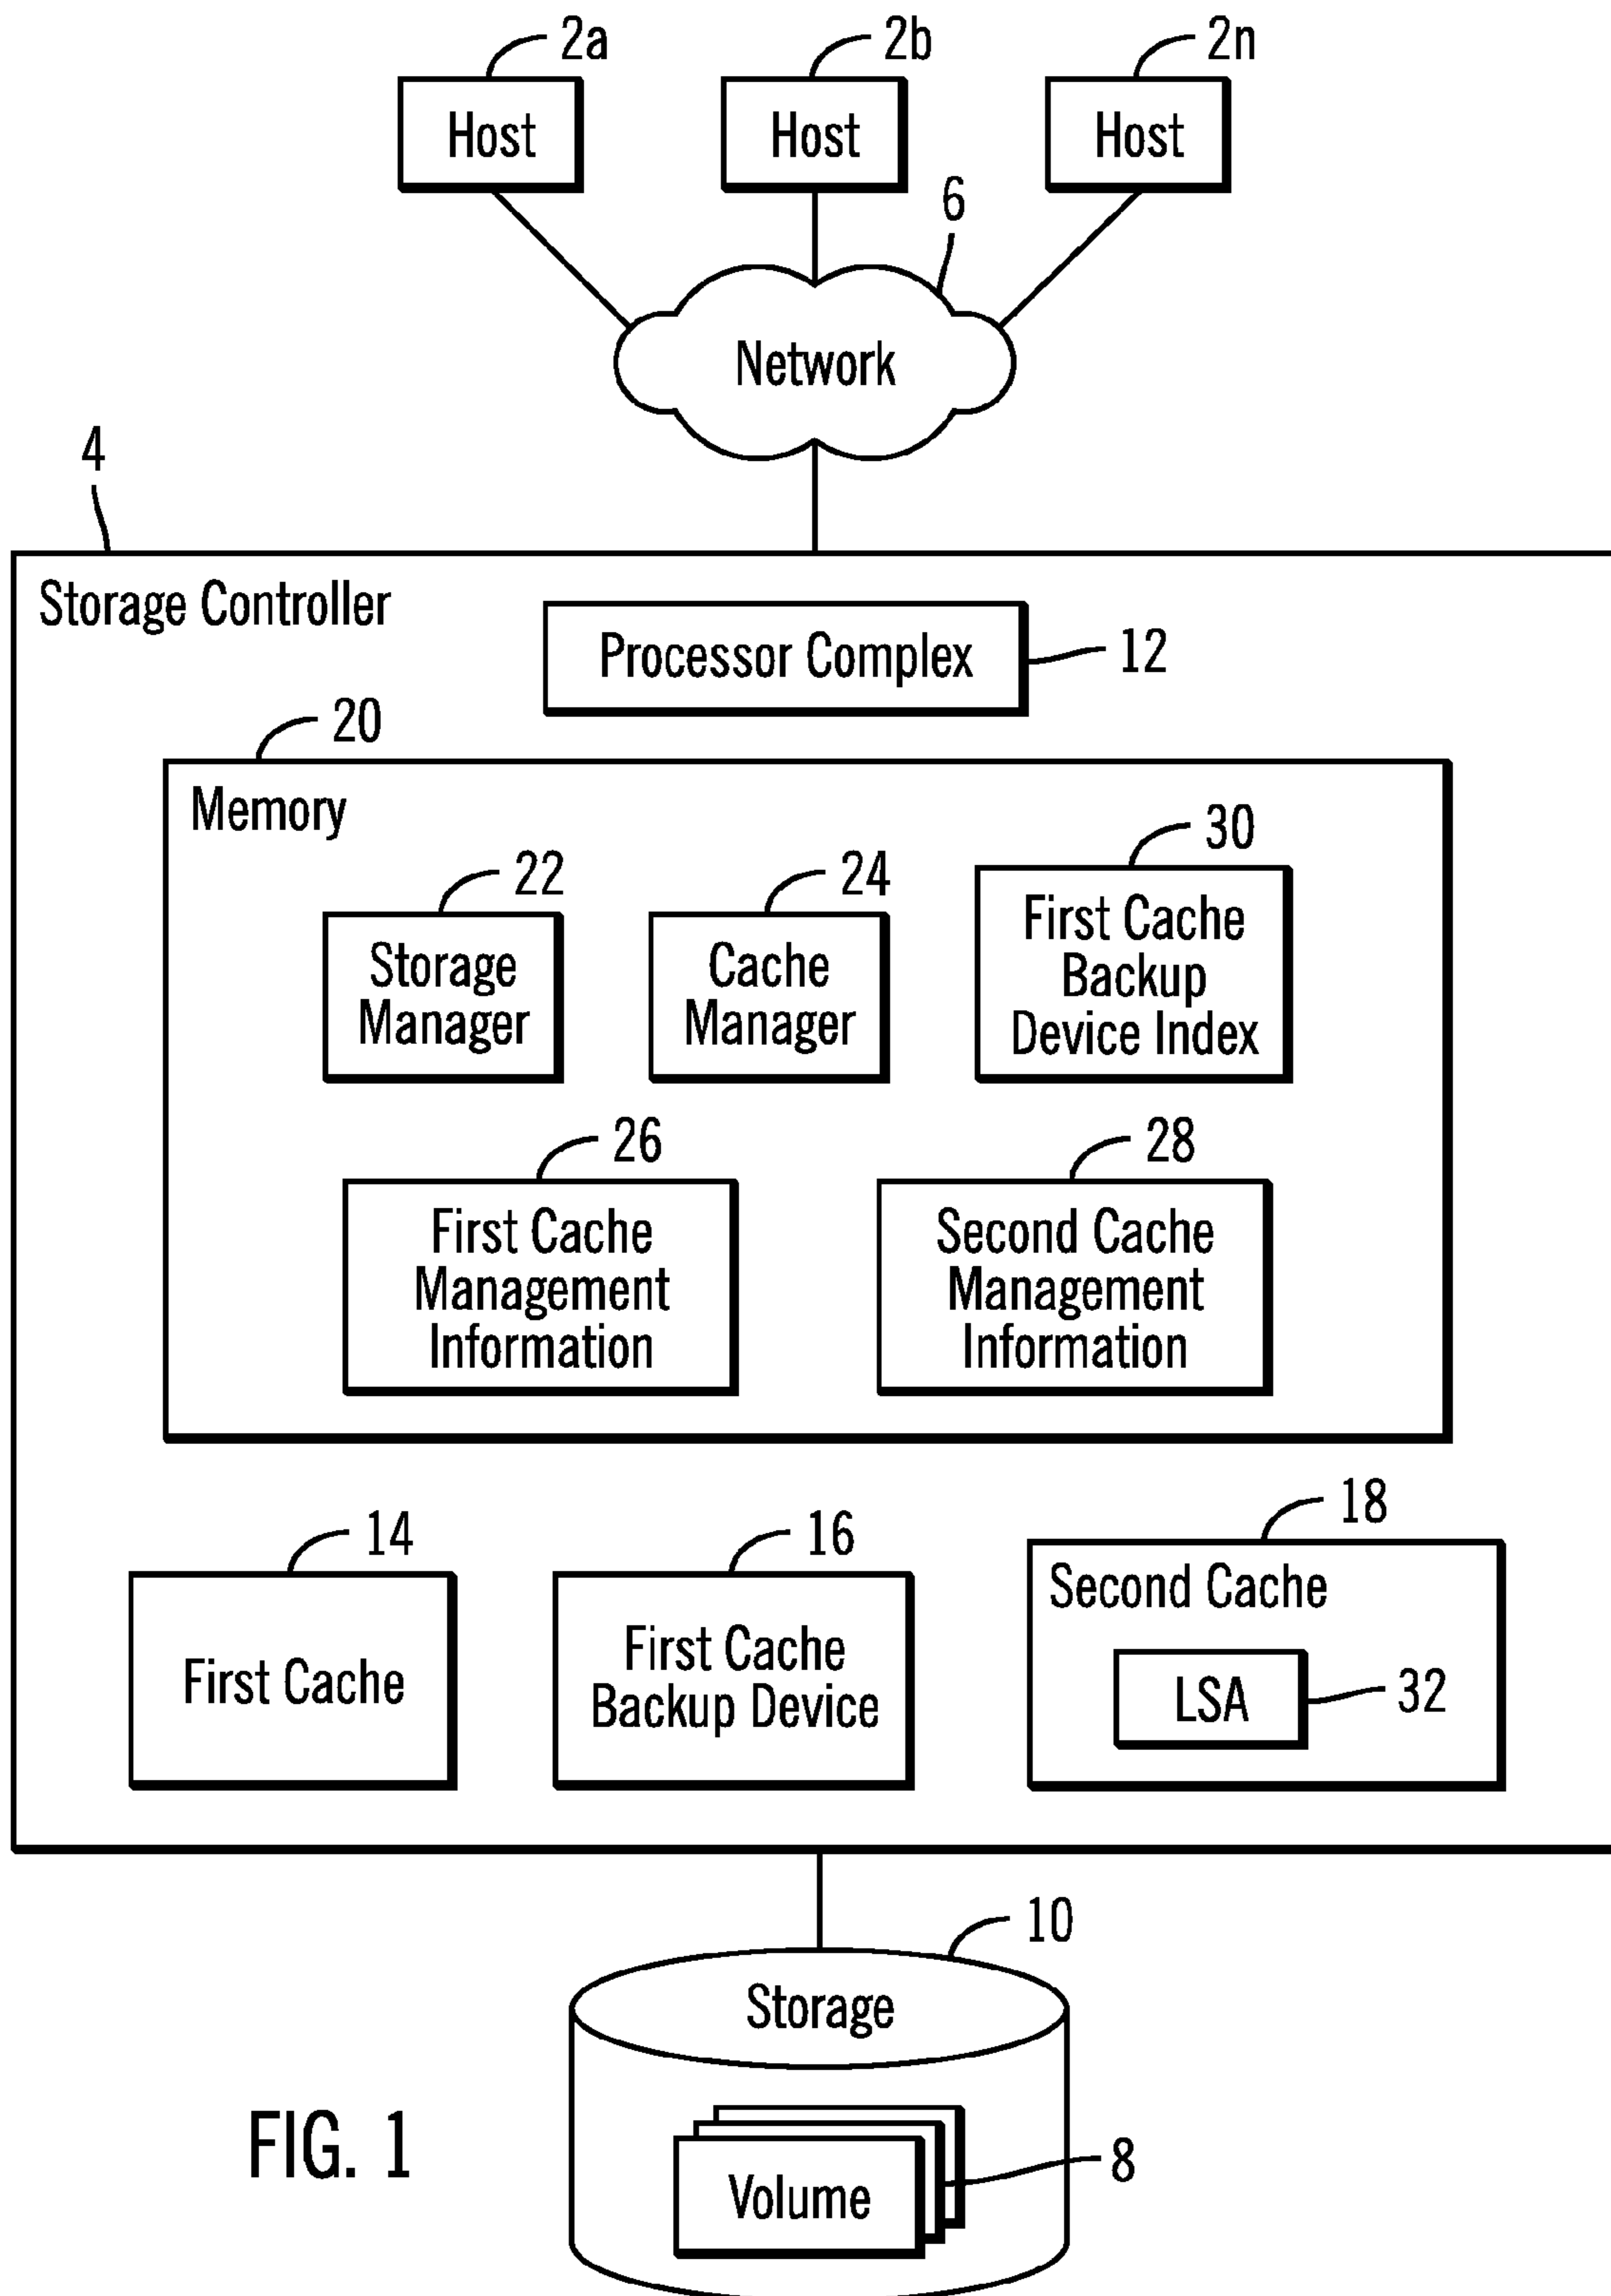 2a
2b
2n
Host
Host
Host
6
Network
4
Storage Controller
Processor Complex
12
20
Memory
22
24
30
Storage
Manager
Cache
Manager
First Cache
Backup
Device Index
26
28
First Cache
Management
Information
Second Cache
Management
Information
14
16
18
First Cache
First Cache
Backup Device
Second Cache
LSA
32
10
Storage
Volume
8
FIG. 1